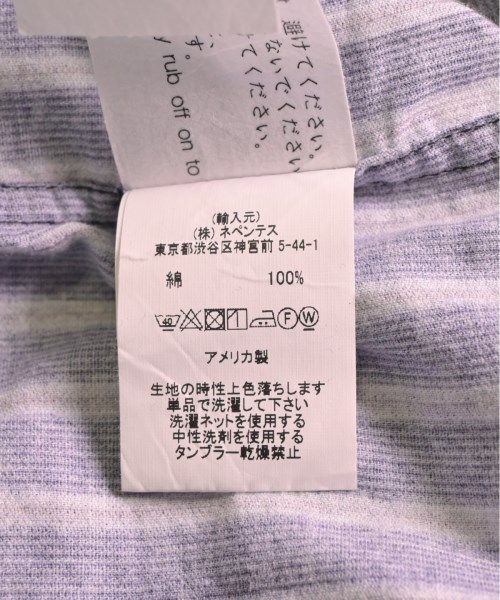 避けてください。
ないでください
てください。
す。
y rub off on to
(輸入元)
(株) ネペンテス
東京都渋谷区神宮前 5-44-1
綿 100%
40 F W
アメリカ製
生地の時性上色落ちします
単品で洗濯して下さい
洗濯ネットを使用する
中性洗剤を使用する
タンブラー乾燥禁止